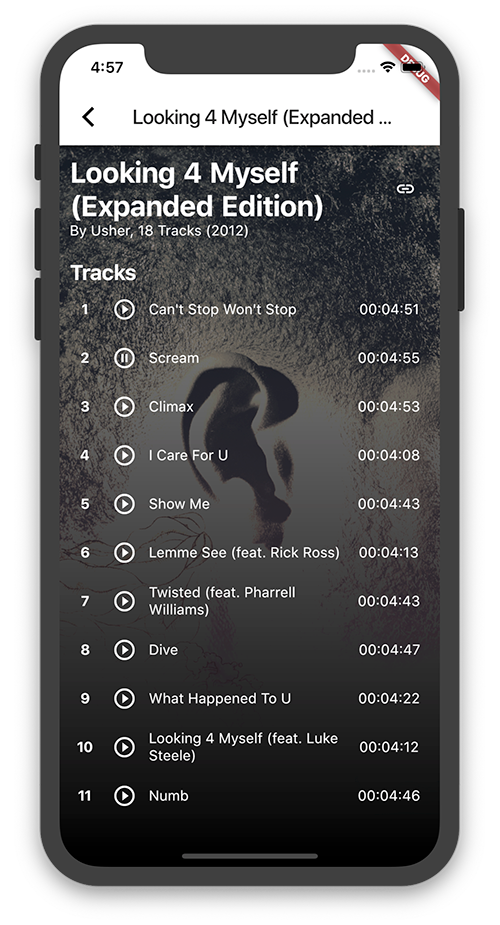 4:57
DEBUG
Looking 4 Myself (Expanded ...
Looking 4 Myself
(Expanded Edition)
By Usher, 18 Tracks (2012)
Tracks
1 Can't Stop Won't Stop 00:04:51
2 Scream 00:04:55
3 Climax 00:04:53
4 I Care For U 00:04:08
5 Show Me 00:04:43
6 Lemme See (feat. Rick Ross) 00:04:13
7 Twisted (feat. Pharrell
Williams) 00:04:43
8 Dive 00:04:47
9 What Happened To U 00:04:22
10 Looking 4 Myself (feat. Luke
Steele) 00:04:12
11 Numb 00:04:46